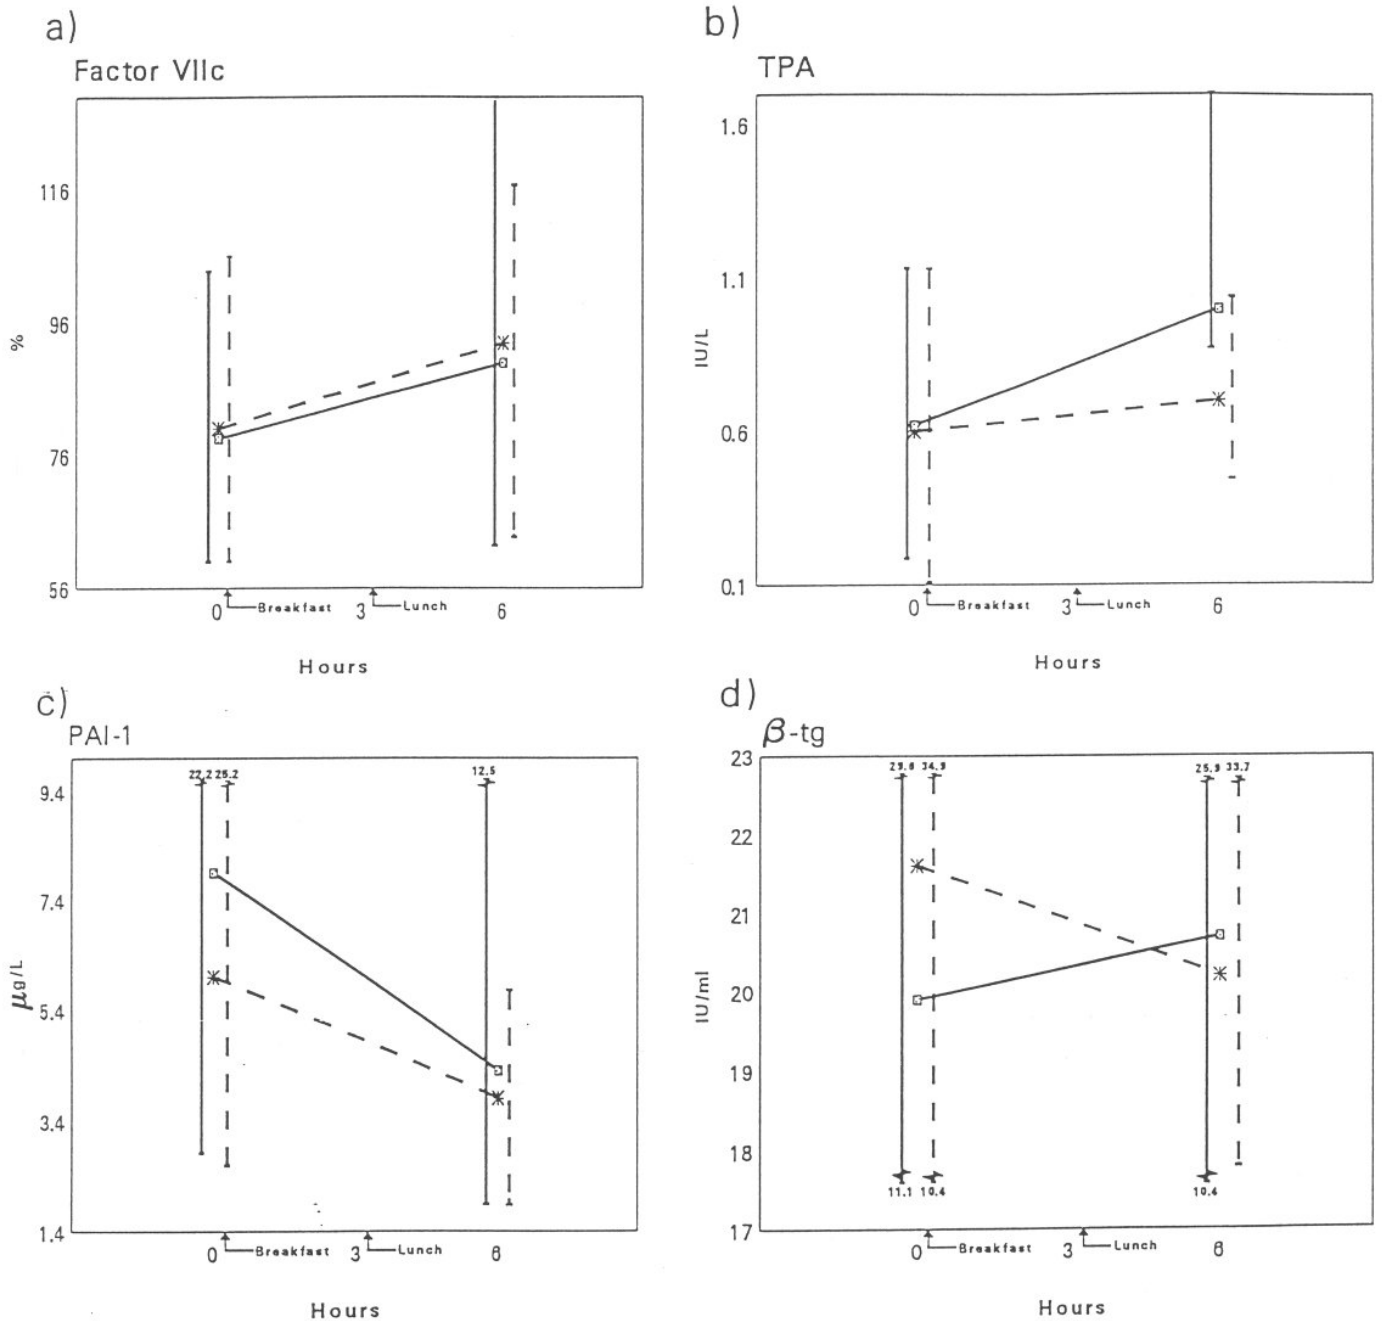 a)
Factor VIIc
116
96
%
76
56
0 Breakfast 3 Lunch 6
Hours
b)
TPA
1.6
1.1
IU/L
0.6
0.1
0 Breakfast 3 Lunch 6
Hours
c)
PAI-1
22.2 25.2 12.5
9.4
7.4
µg/L
5.4
3.4
1.4
0 Breakfast 3 Lunch 6
Hours
d)
β-tg
23
29.8 34.9 25.9 33.7
22
21
20
IU/ml
19
18
11.1 10.4 10.4
17
0 Breakfast 3 Lunch 6
Hours